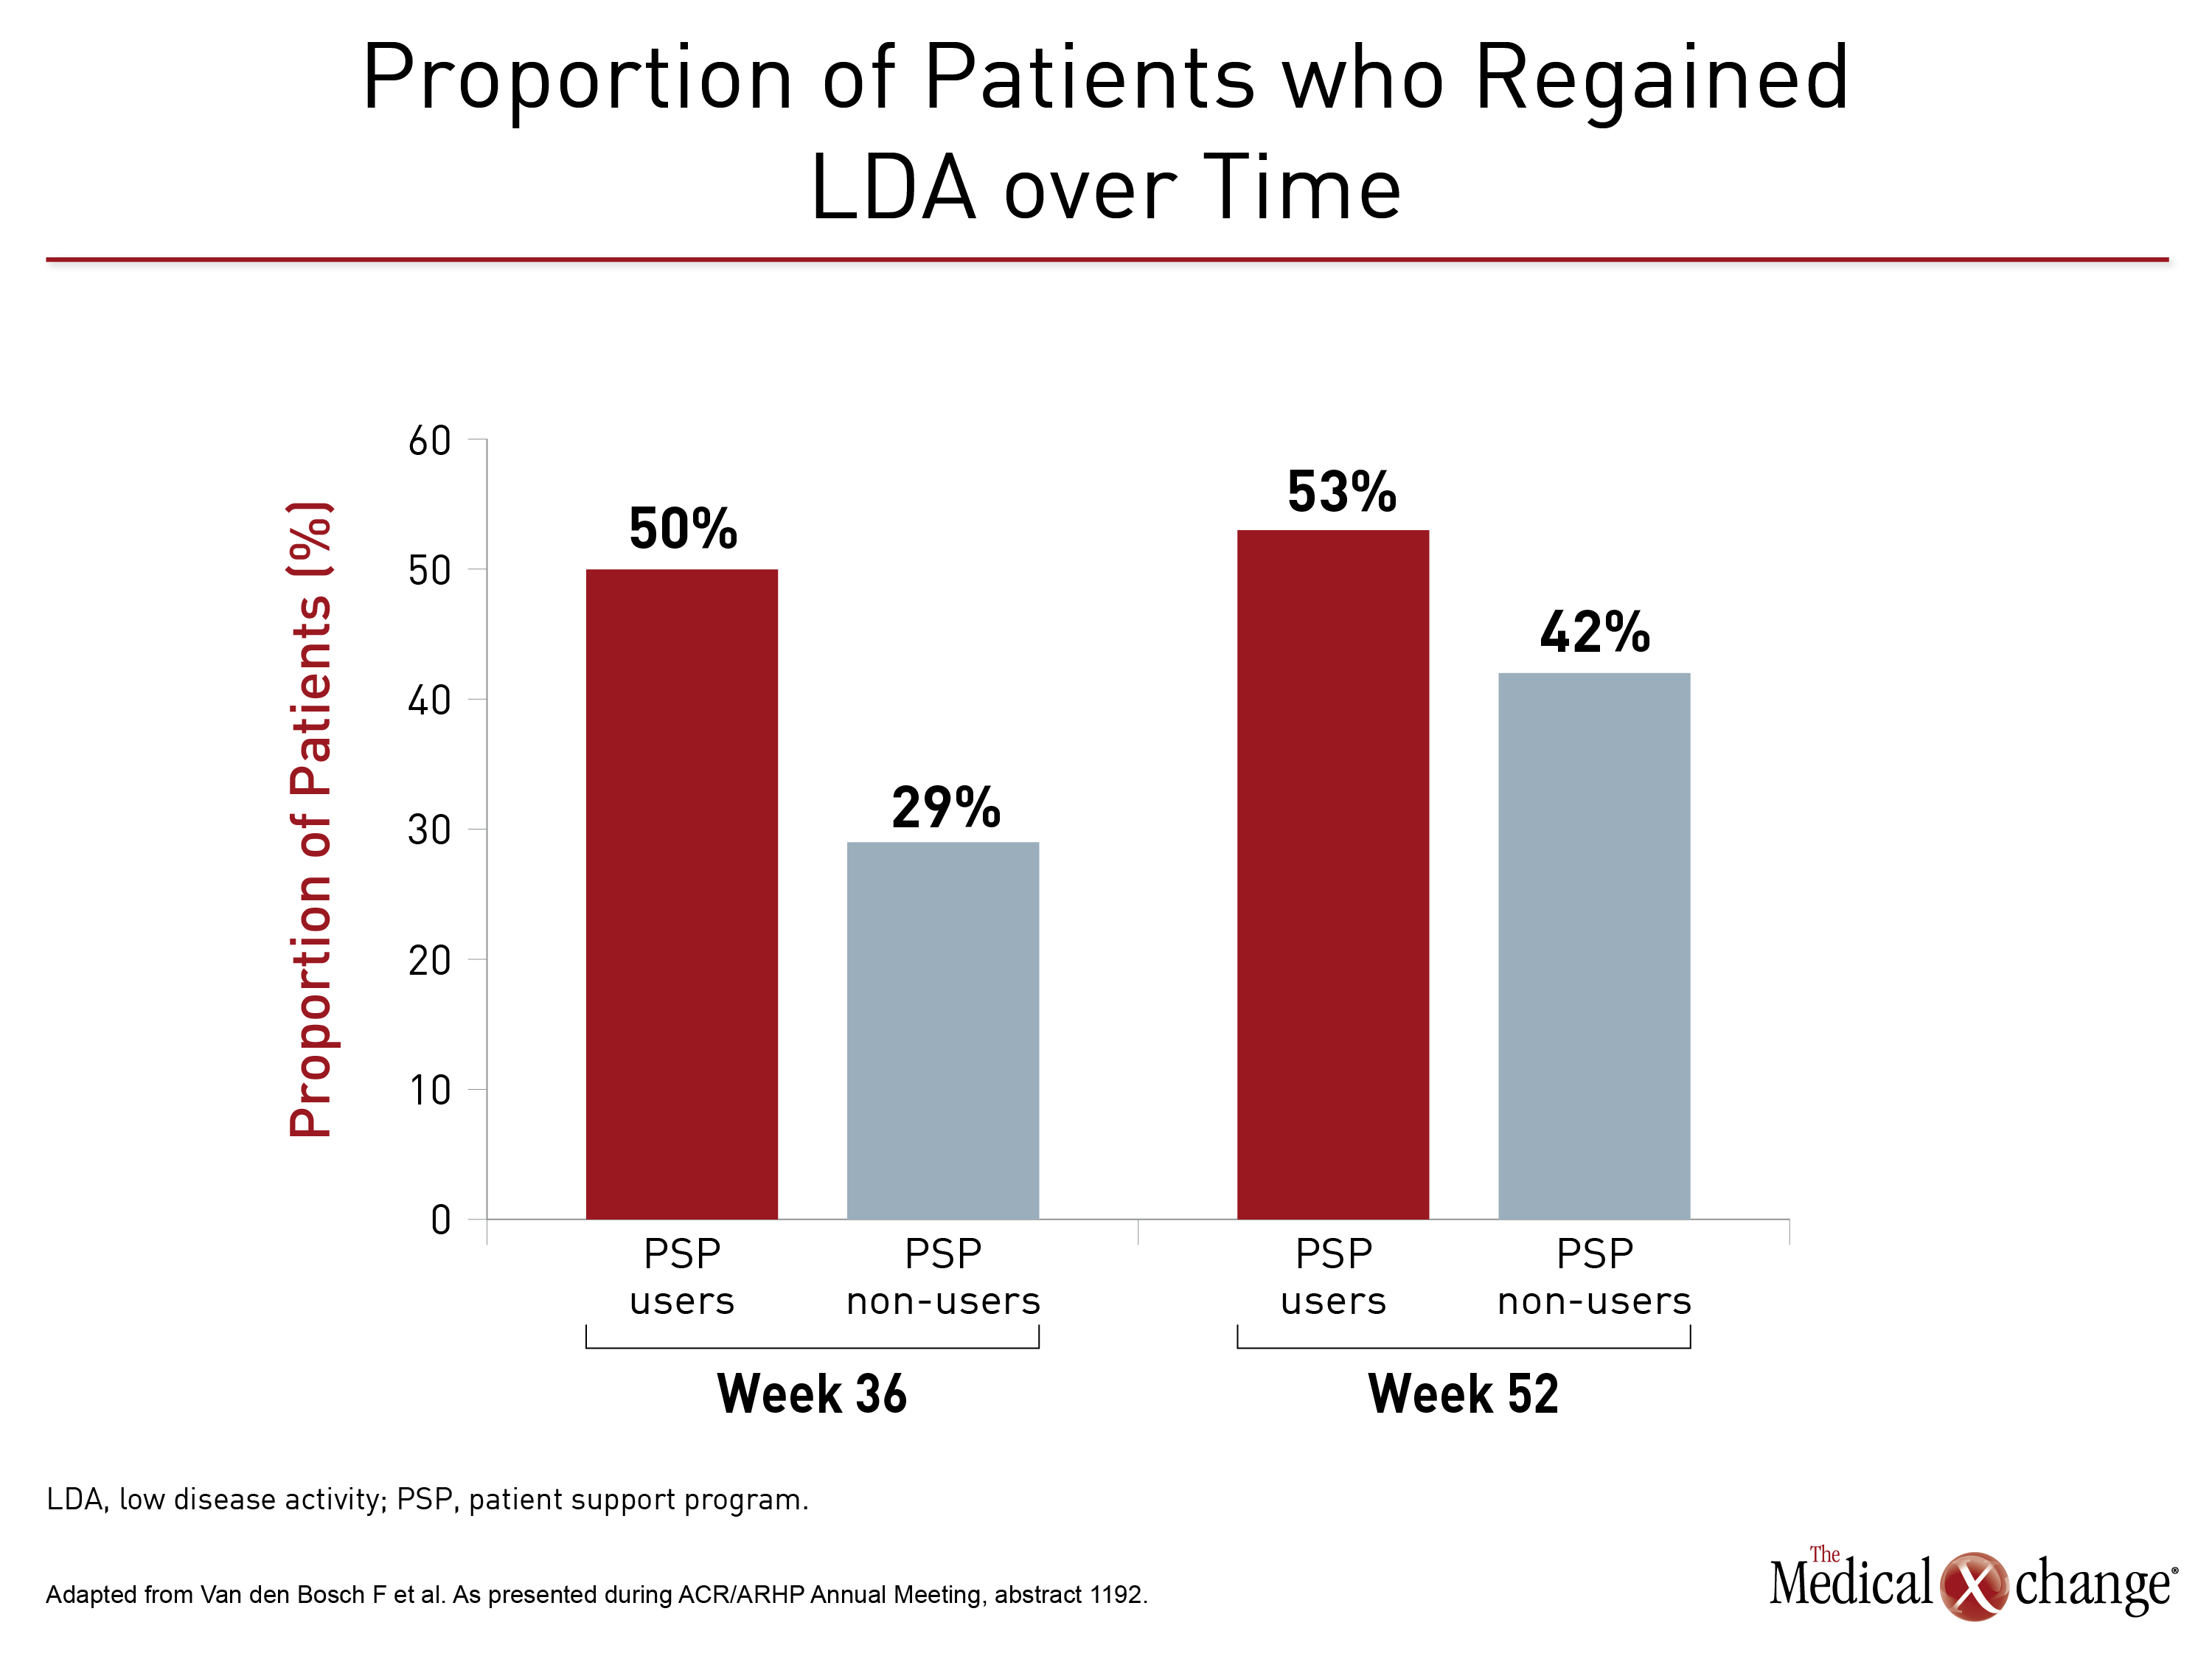 Proportion of Patients who Regained
LDA over Time
Proportion of Patients (%)
60
50
40
30
20
10
0
50%
29%
53%
42%
PSP
users
PSP
non-users
PSP
users
PSP
non-users
Week 36
Week 52
LDA, low disease activity; PSP, patient support program.
Adapted from Van den Bosch F et al. As presented during ACR/ARHP Annual Meeting, abstract 1192.
The
Medical Xchange®